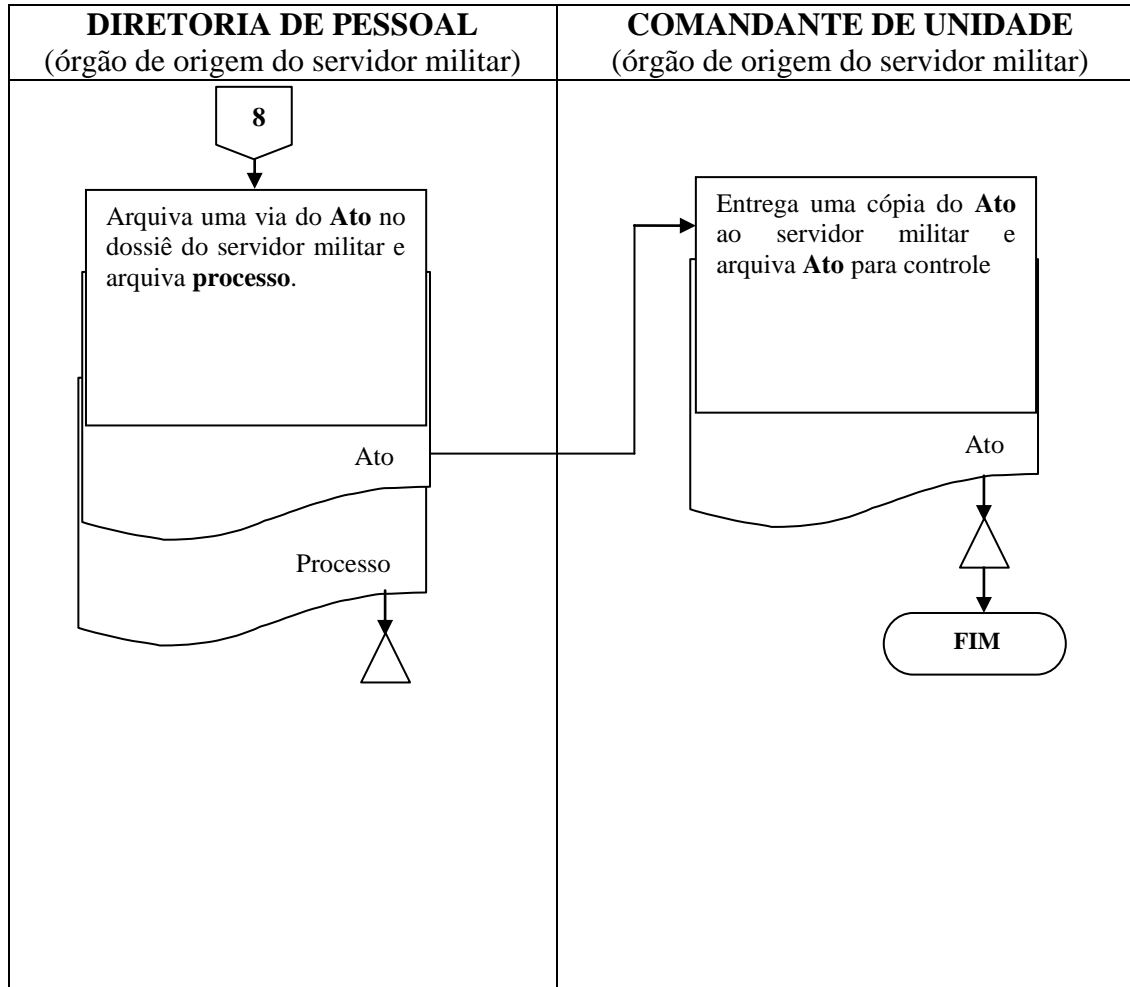 DIRETORIA DE PESSOAL
(órgão de origem do servidor militar)
COMANDANTE DE UNIDADE
(órgão de origem do servidor militar)
8
Arquiva uma via do Ato no
dossiê do servidor militar e
arquiva processo.
Ato
Processo
Entrega uma cópia do Ato
ao servidor militar e
arquiva Ato para controle
Ato
FIM